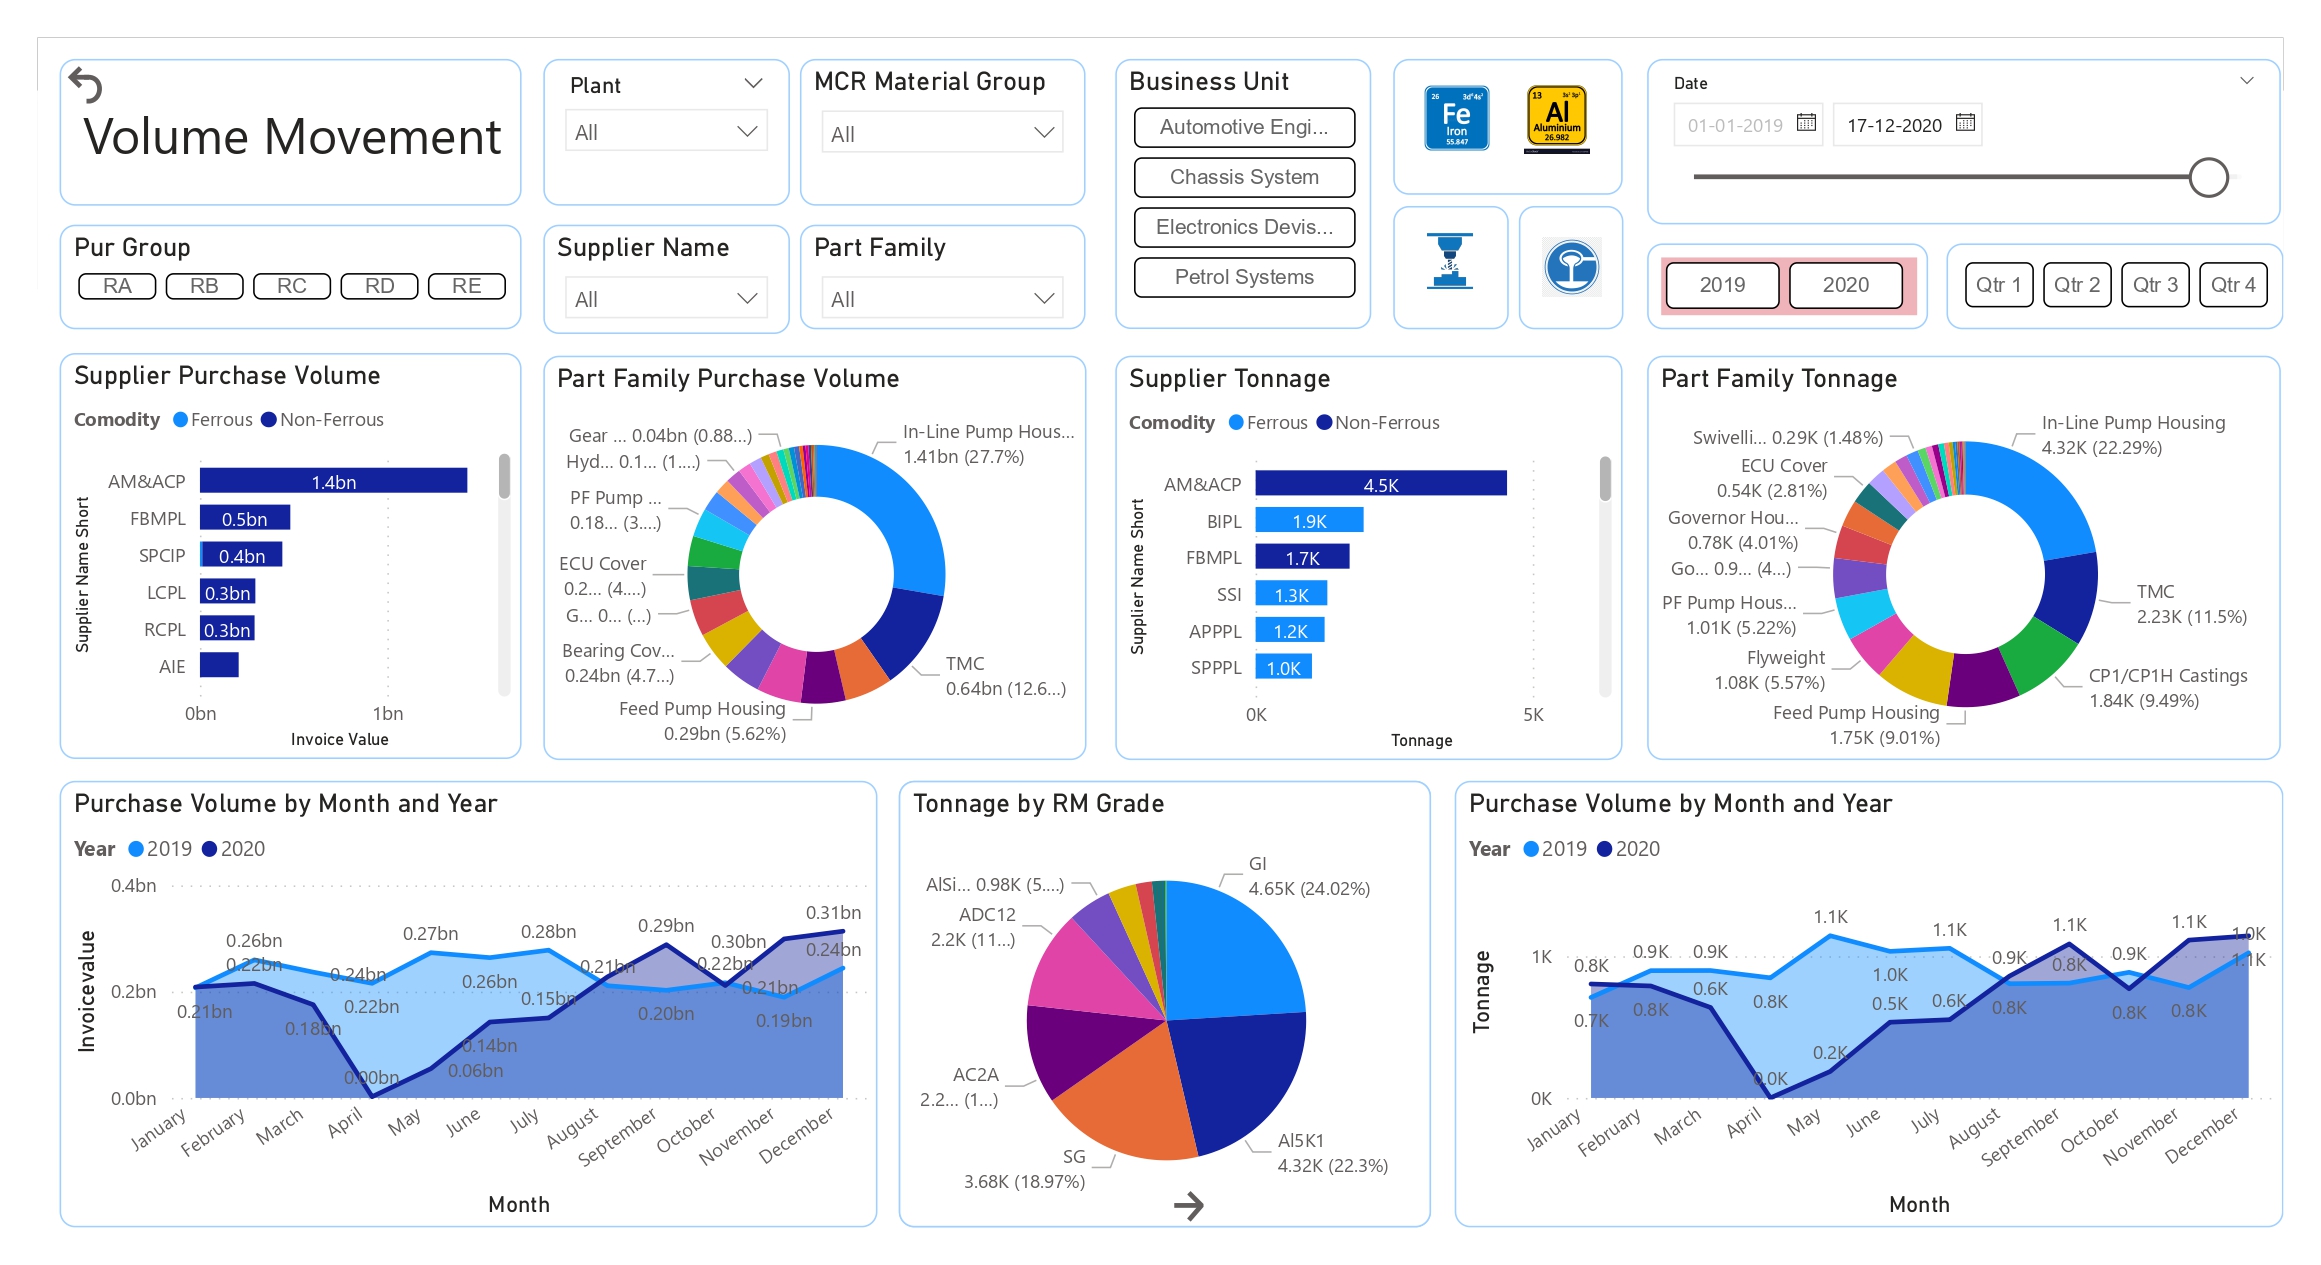 Volume Movement
Plant
All
MCR Material Group
All
Business Unit
Automotive Engi...
Chassis System
Electronics Devis...
Petrol Systems
26 3d⁶4s²
Fe
Iron
55.847
13 3s² 3p¹
Al
Aluminium
26.982
Date
01-01-2019
17-12-2020
Pur Group
RA RB RC RD RE
Supplier Name
All
Part Family
All
2019 2020
Qtr 1 Qtr 2 Qtr 3 Qtr 4
Supplier Purchase Volume
Comodity Ferrous Non-Ferrous
Supplier Name Short
AM&ACP 1.4bn
FBMPL 0.5bn
SPCIP 0.4bn
LCPL 0.3bn
RCPL 0.3bn
AIE
0bn 1bn
Invoice Value
Part Family Purchase Volume
Gear ... 0.04bn (0.88...)
Hyd... 0.1... (1....)
PF Pump ...
0.18... (3....)
ECU Cover
0.2... (4....)
G... 0... (...)
Bearing Cov...
0.24bn (4.7...)
Feed Pump Housing
0.29bn (5.62%)
In-Line Pump Hous...
1.41bn (27.7%)
TMC
0.64bn (12.6...)
Supplier Tonnage
Comodity Ferrous Non-Ferrous
Supplier Name Short
AM&ACP 4.5K
BIPL 1.9K
FBMPL 1.7K
SSI 1.3K
APPPL 1.2K
SPPPL 1.0K
0K 5K
Tonnage
Part Family Tonnage
Swivelli... 0.29K (1.48%)
ECU Cover
0.54K (2.81%)
Governor Hou...
0.78K (4.01%)
Go... 0.9... (4...)
PF Pump Hous...
1.01K (5.22%)
Flyweight
1.08K (5.57%)
Feed Pump Housing
1.75K (9.01%)
In-Line Pump Housing
4.32K (22.29%)
TMC
2.23K (11.5%)
CP1/CP1H Castings
1.84K (9.49%)
Purchase Volume by Month and Year
Year 2019 2020
Invoicevalue
0.4bn
0.2bn
0.0bn
0.21bn
0.26bn
0.22bn
0.18bn
0.24bn
0.22bn
0.00bn
0.27bn
0.06bn
0.26bn
0.14bn
0.28bn
0.15bn
0.21bn
0.29bn
0.20bn
0.30bn
0.22bn
0.21bn
0.19bn
0.31bn
0.24bn
January February March April May June July August September October November December
Month
Tonnage by RM Grade
AlSi... 0.98K (5....)
ADC12
2.2K (11...)
AC2A
2.2... (1...)
SG
3.68K (18.97%)
GI
4.65K (24.02%)
Al5K1
4.32K (22.3%)
Purchase Volume by Month and Year
Year 2019 2020
Tonnage
1K
0K
0.8K
0.7K
0.9K
0.8K
0.9K
0.6K
0.8K
0.0K
1.1K
0.2K
1.0K
0.5K
1.1K
0.6K
0.9K
0.8K
1.1K
0.8K
0.9K
0.8K
1.1K
0.8K
1.0K
1.1K
January February March April May June July August September October November December
Month